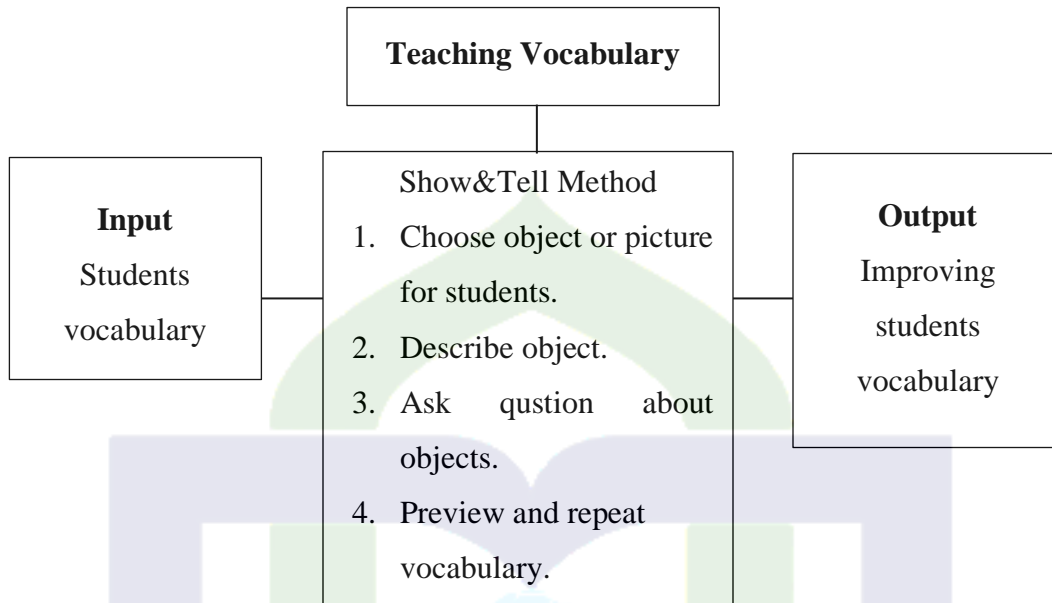 Teaching Vocabulary
Input
Students
vocabulary
Show&Tell Method
1. Choose object or picture
for students.
2. Describe object.
3. Ask qustion about
objects.
4. Preview and repeat
vocabulary.
Output
Improving
students
vocabulary